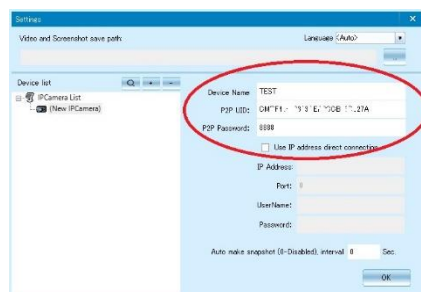 Settings
Video and Screenshot save path:
Language <Auto>
Device list
IPCamera List
(New IPCamera)
Device Name TEST
P2P UID:
P2P Password: 8888
Use IP address direct connection
IP Address:
Port: 0
UserName:
Password:
Auto make snapshot (0-Disabled), interval 0 Sec
OK